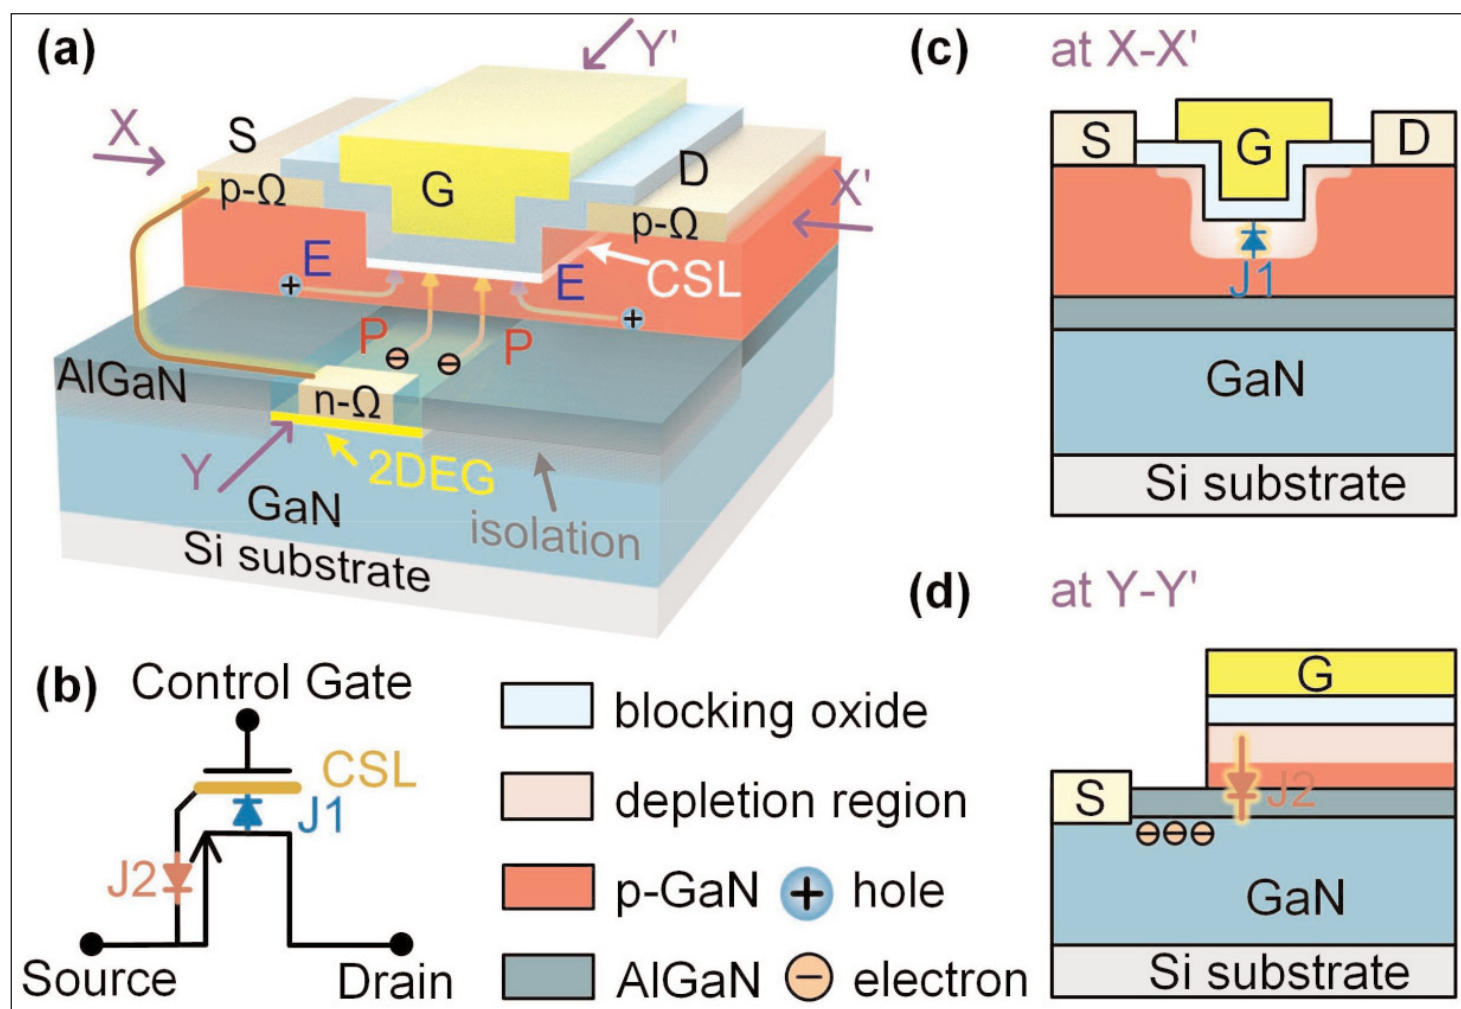 (a)
Y'
X
S
p-Ω
G
D
X'
p-Ω
E
E
CSL
+
+
P
P
−
−
AlGaN
n-Ω
Y
2DEG
GaN
isolation
Si substrate
(b)
Control Gate
CSL
J1
J2
Source
Drain
blocking oxide
depletion region
p-GaN
+ hole
AlGaN
− electron
(c) at X-X'
S
G
D
J1
GaN
Si substrate
(d) at Y-Y'
G
S
J2
− − −
GaN
Si substrate